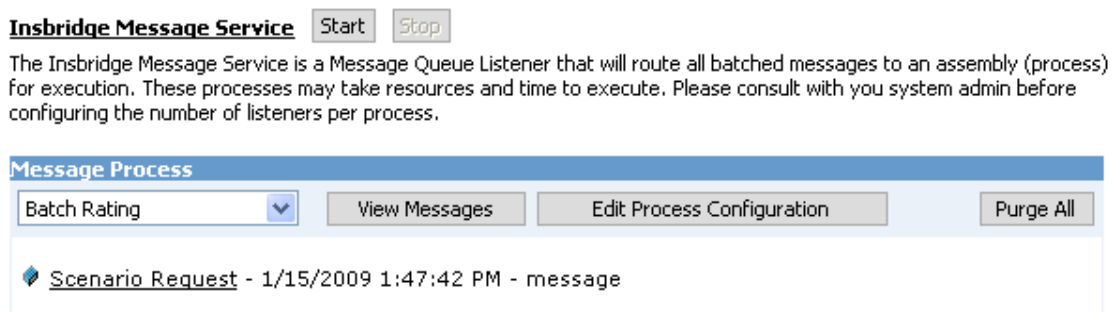 Insbridge Message Service Start Stop
The Insbridge Message Service is a Message Queue Listener that will route all batched messages to an assembly (process)
for execution. These processes may take resources and time to execute. Please consult with you system admin before
configuring the number of listeners per process.
Message Process
Batch Rating View Messages Edit Process Configuration Purge All
Scenario Request - 1/15/2009 1:47:42 PM - message